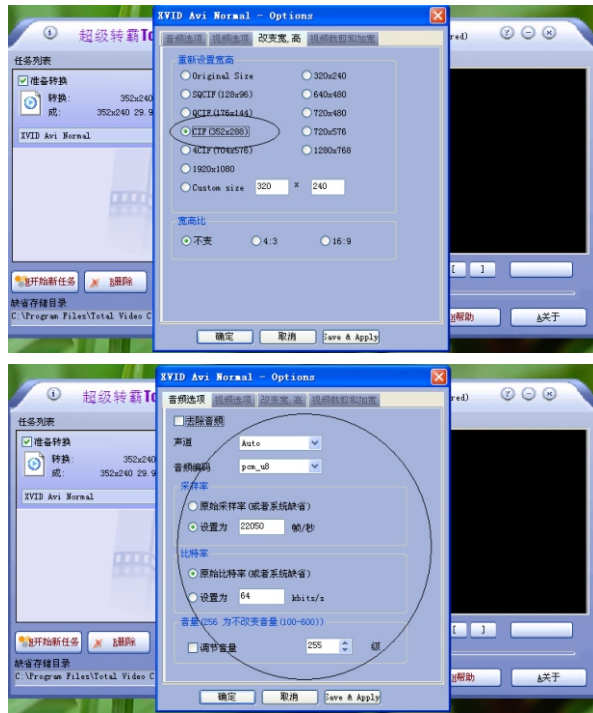 XVID Avi Normal - Options
超级转霸To
red)
音频选项 视频选项 改变宽,高 视频裁剪和加宽
任务列表
准备转换
转换: 352x240
成: 352x240 29.9
XVID Avi Normal
重新设置宽高
Original Size 320x240
SQCIF(128x96) 640x480
QCIF(176x144) 720x480
CIF(352x288) 720x576
4CIF(704x576) 1280x768
1920x1080
Custom size 320 x 240
宽高比
不变 4:3 16:9
开始新任务 删除
[ ]
缺省存储目录
C:\Program Files\Total Video C
帮助 A关于
确定 取消 Save & Apply
XVID Avi Normal - Options
超级转霸To
red)
音频选项 视频选项 改变宽,高 视频裁剪和加宽
任务列表
准备转换
转换: 352x240
成: 352x240 29.9
XVID Avi Normal
去除音频
声道 Auto
音频编码 pcm_u8
采样率
原始采样率(或者系统缺省)
设置为 22050 帧/秒
比特率
原始比特率(或者系统缺省)
设置为 64 kbits/s
音量(256 为不改变音量(100-600))
调节音量 255 级
开始新任务 删除
[ ]
缺省存储目录
C:\Program Files\Total Video C
帮助 A关于
确定 取消 Save & Apply